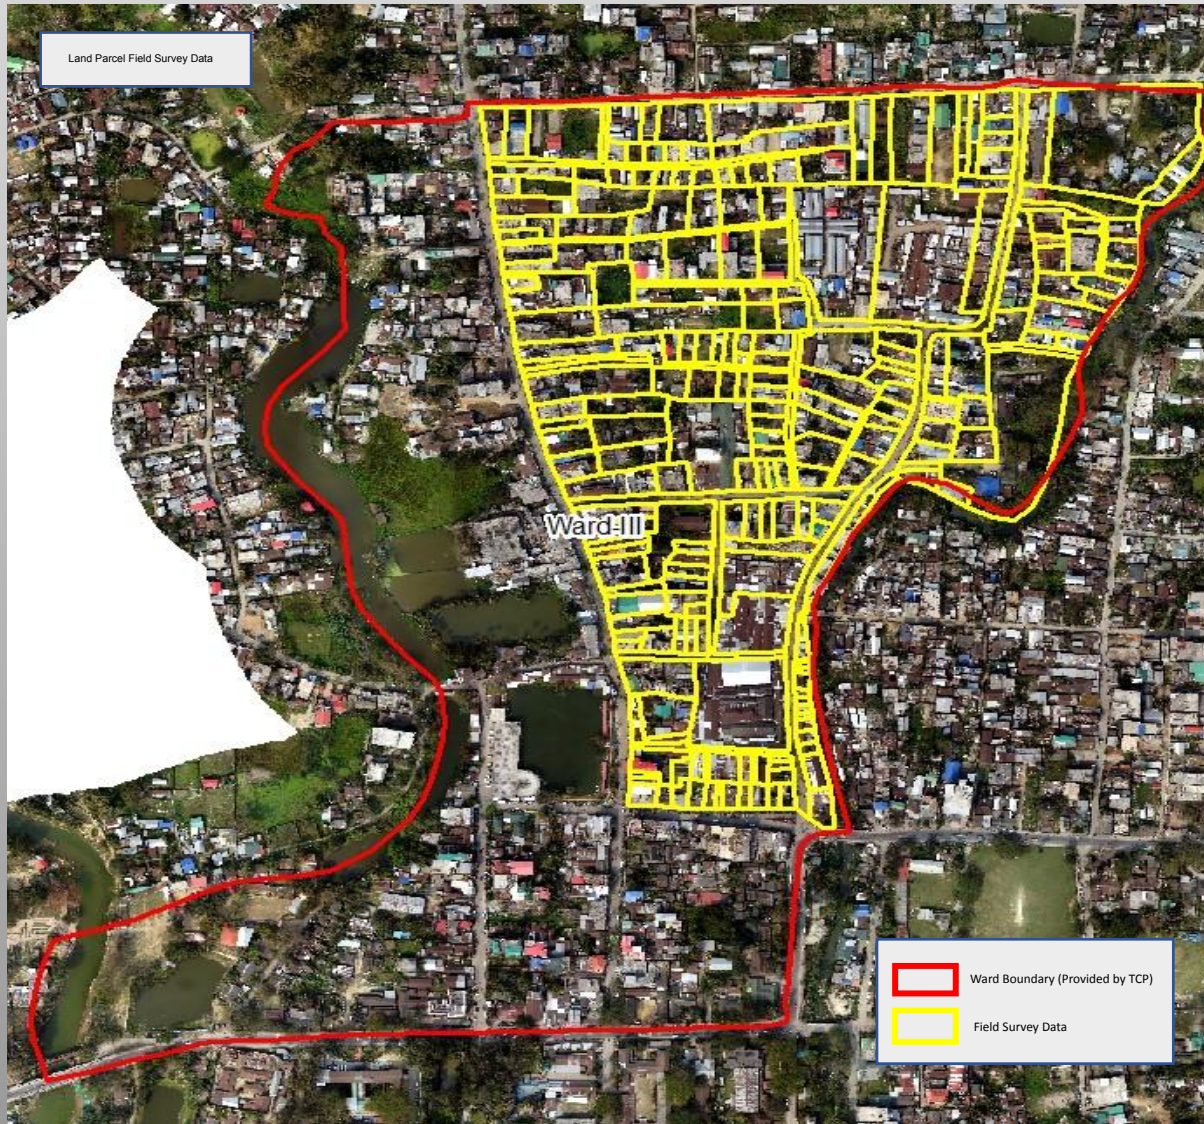 Land Parcel Field Survey Data
Ward-III
Ward Boundary (Provided by TCP)
Field Survey Data